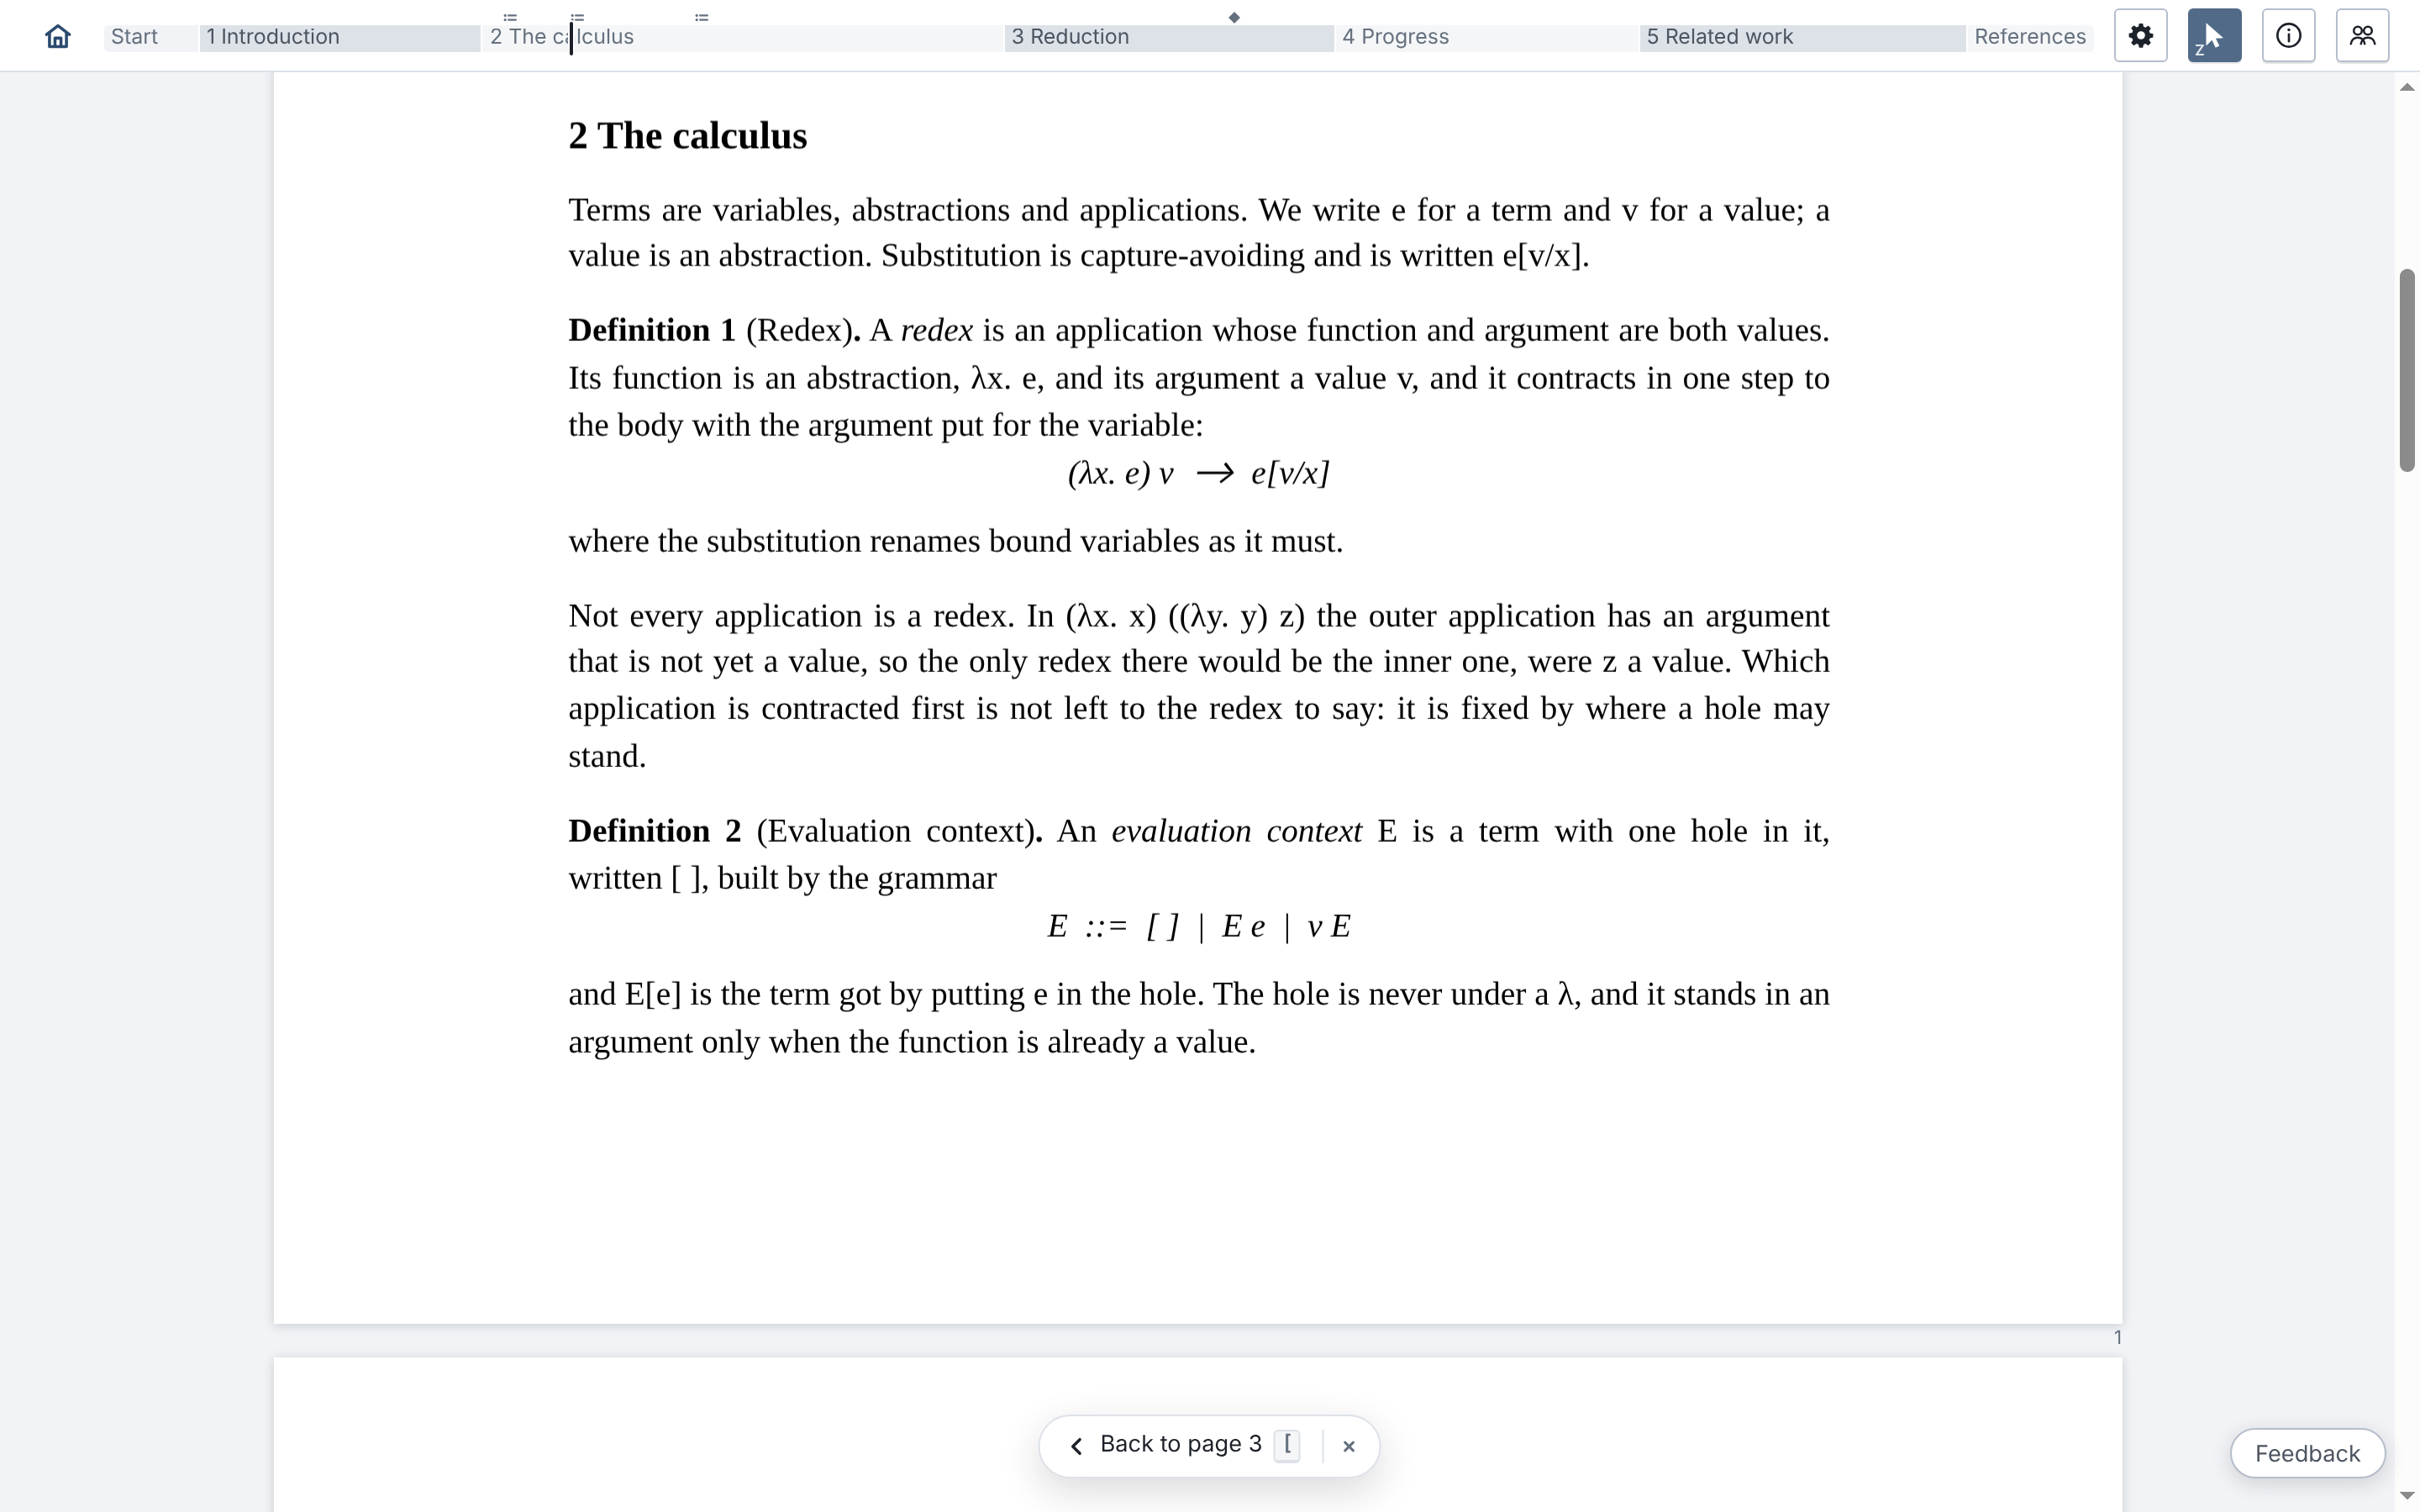 Start
1 Introduction
2 The calculus
3 Reduction
4 Progress
5 Related work
References
z
2 The calculus
Terms are variables, abstractions and applications. We write e for a term and v for a value; a
value is an abstraction. Substitution is capture-avoiding and is written e[v/x].
Definition 1 (Redex). A redex is an application whose function and argument are both values.
Its function is an abstraction, λx. e, and its argument a value v, and it contracts in one step to
the body with the argument put for the variable:
(λx. e) v → e[v/x]
where the substitution renames bound variables as it must.
Not every application is a redex. In (λx. x) ((λy. y) z) the outer application has an argument
that is not yet a value, so the only redex there would be the inner one, were z a value. Which
application is contracted first is not left to the redex to say: it is fixed by where a hole may
stand.
Definition 2 (Evaluation context). An evaluation context E is a term with one hole in it,
written [ ], built by the grammar
E ::= [ ] | E e | v E
and E[e] is the term got by putting e in the hole. The hole is never under a λ, and it stands in an
argument only when the function is already a value.
1
Back to page 3 [
Feedback